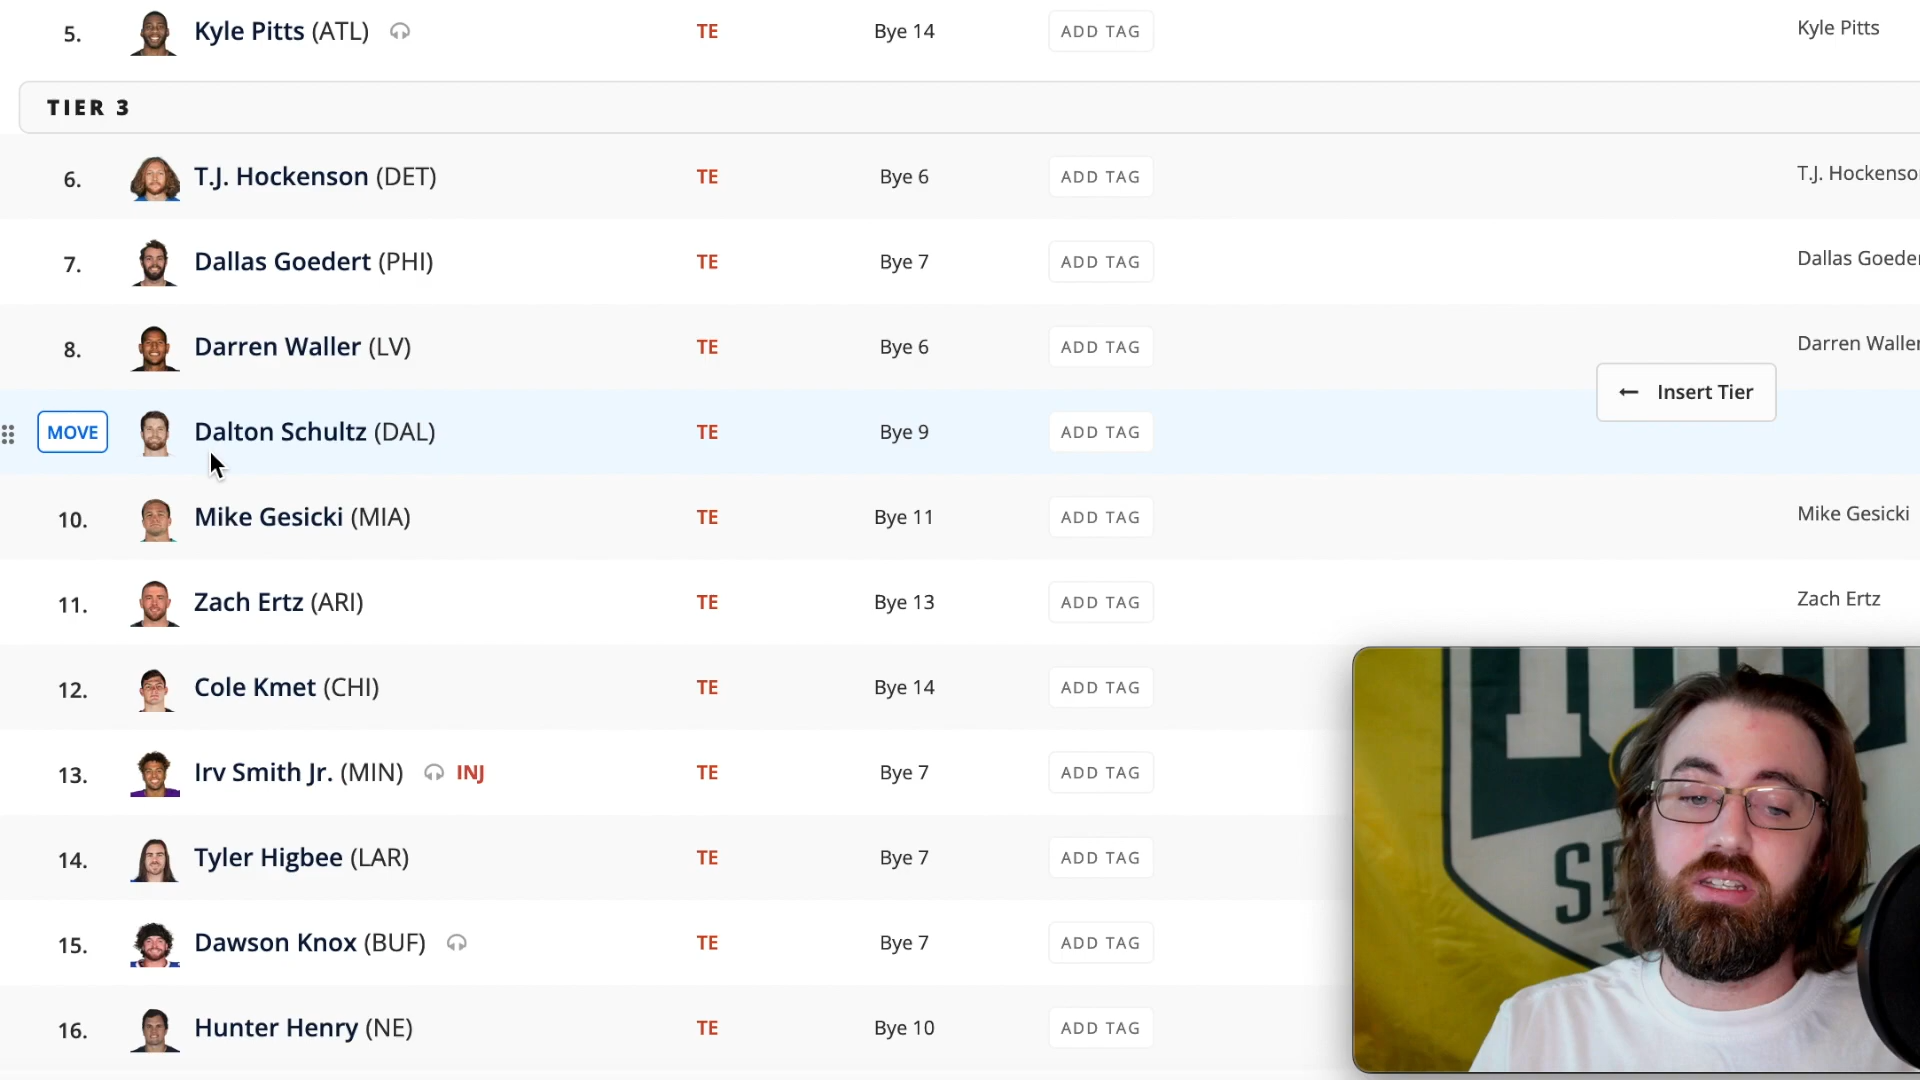 5. Kyle Pitts (ATL) TE Bye 14 ADD TAG Kyle Pitts
TIER 3
6. T.J. Hockenson (DET) TE Bye 6 ADD TAG T.J. Hockenso
7. Dallas Goedert (PHI) TE Bye 7 ADD TAG Dallas Goeder
8. Darren Waller (LV) TE Bye 6 ADD TAG Darren Waller
← Insert Tier
MOVE Dalton Schultz (DAL) TE Bye 9 ADD TAG
10. Mike Gesicki (MIA) TE Bye 11 ADD TAG Mike Gesicki
11. Zach Ertz (ARI) TE Bye 13 ADD TAG Zach Ertz
12. Cole Kmet (CHI) TE Bye 14 ADD TAG
13. Irv Smith Jr. (MIN) INJ TE Bye 7 ADD TAG
14. Tyler Higbee (LAR) TE Bye 7 ADD TAG
15. Dawson Knox (BUF) TE Bye 7 ADD TAG
16. Hunter Henry (NE) TE Bye 10 ADD TAG